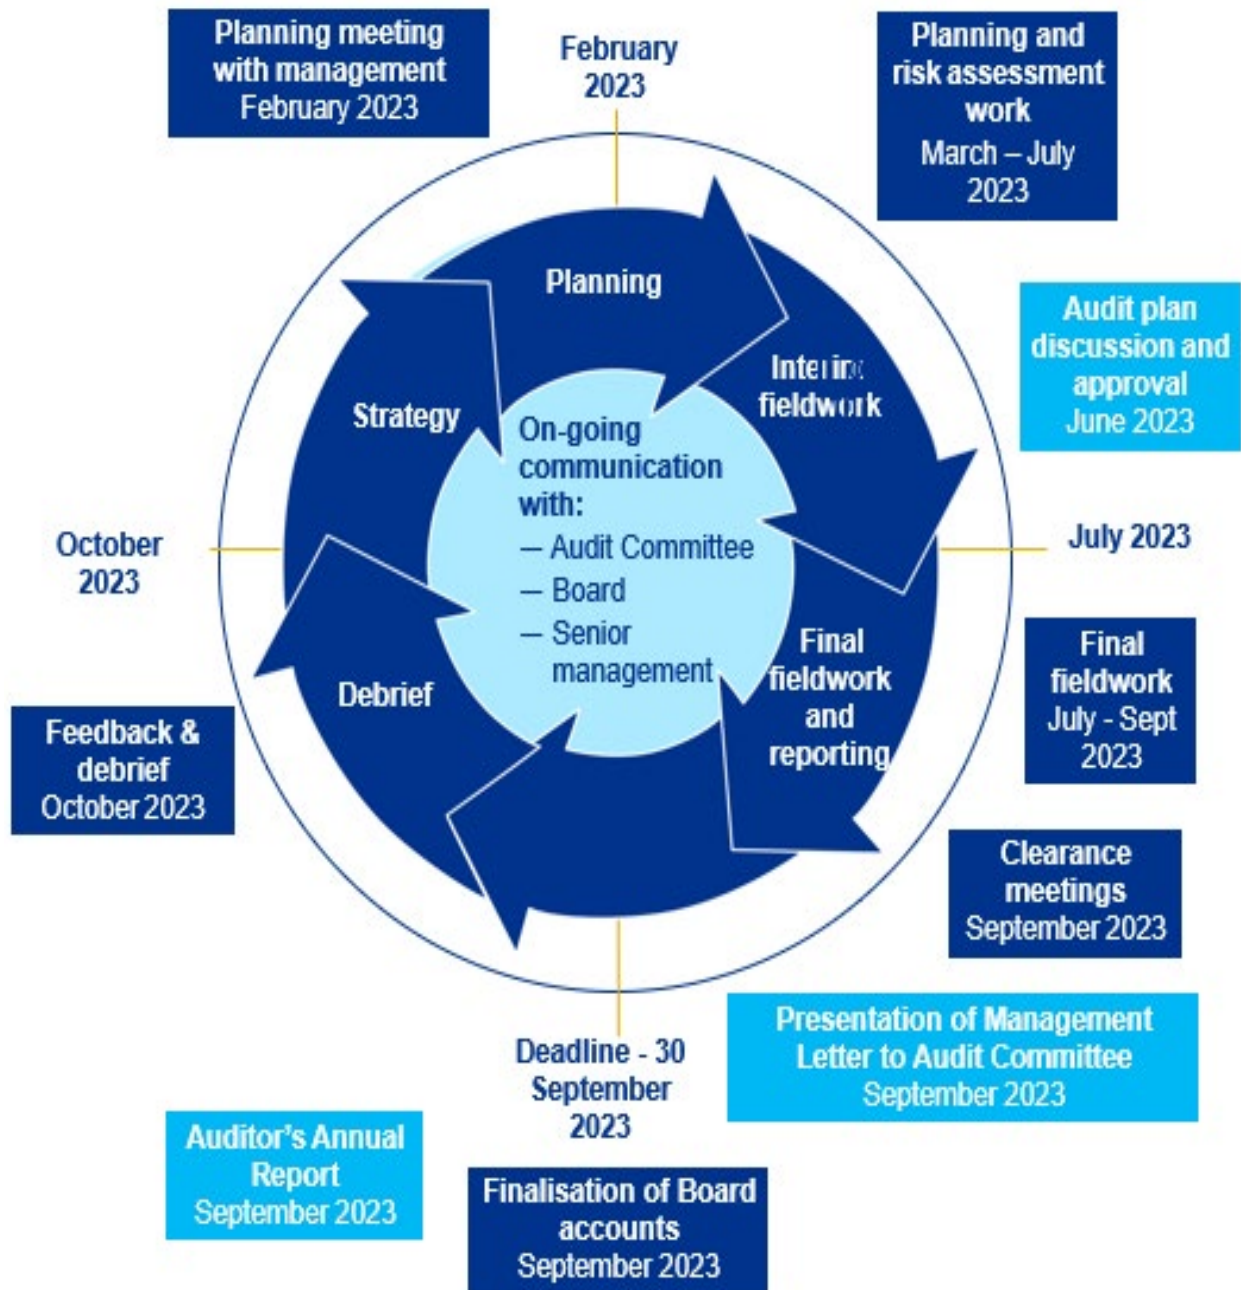 Planning meeting
with management
February 2023
February
2023
Planning and
risk assessment
work
March – July
2023
Planning
Audit plan
discussion and
approval
June 2023
Interim
fieldwork
Strategy
On-going
communication
with:
— Audit Committee
— Board
— Senior
management
October
2023
July 2023
Final
fieldwork
and
reporting
Final
fieldwork
July - Sept
2023
Debrief
Feedback &
debrief
October 2023
Clearance
meetings
September 2023
Presentation of Management
Letter to Audit Committee
September 2023
Deadline - 30
September
2023
Auditor's Annual
Report
September 2023
Finalisation of Board
accounts
September 2023